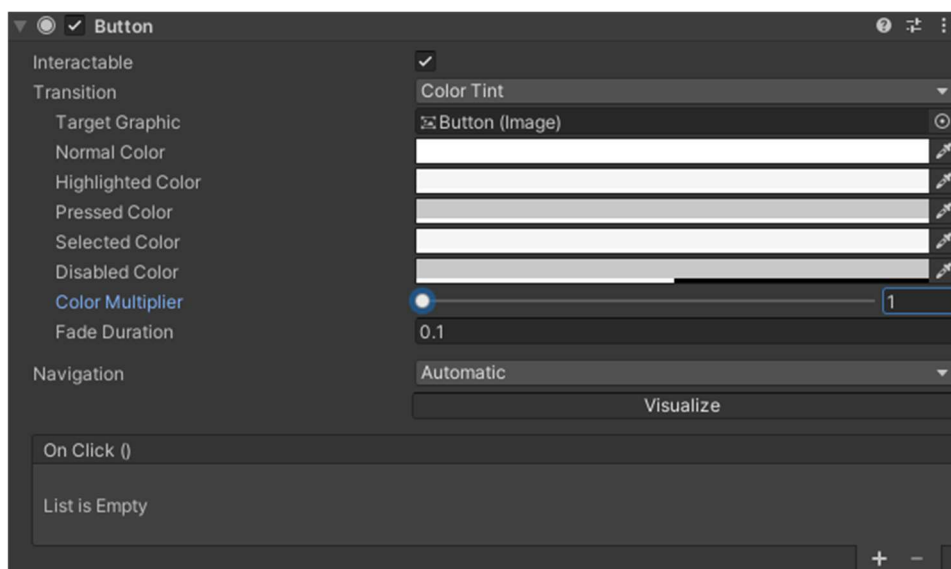 Button
Interactable
Transition Color Tint
Target Graphic Button (Image)
Normal Color
Highlighted Color
Pressed Color
Selected Color
Disabled Color
Color Multiplier 1
Fade Duration 0.1
Navigation Automatic
Visualize
On Click ()
List is Empty